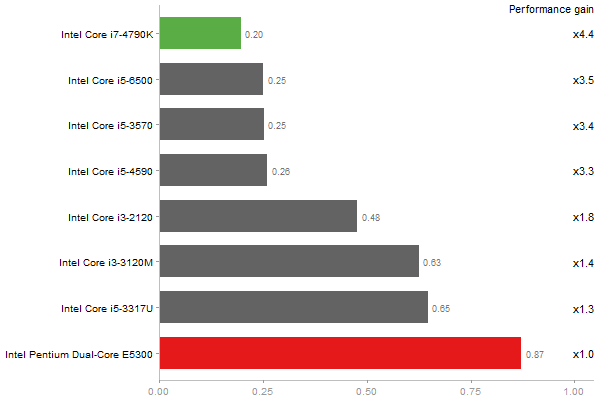 Performance gain
Intel Core i7-4790K 0.20 x4.4
Intel Core i5-6500 0.25 x3.5
Intel Core i5-3570 0.25 x3.4
Intel Core i5-4590 0.26 x3.3
Intel Core i3-2120 0.48 x1.8
Intel Core i3-3120M 0.63 x1.4
Intel Core i5-3317U 0.65 x1.3
Intel Pentium Dual-Core E5300 0.87 x1.0
0.00 0.25 0.50 0.75 1.00